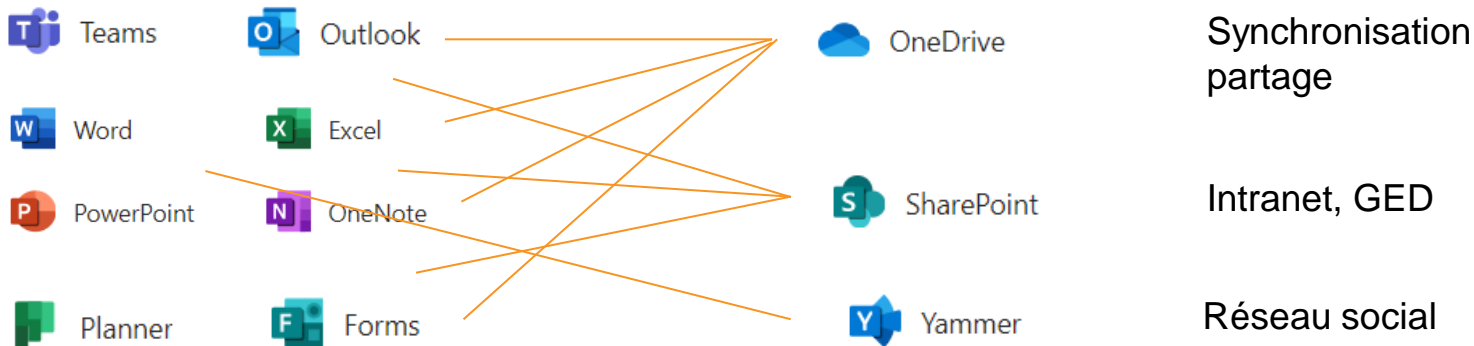 Teams
Outlook
OneDrive
Synchronisation
partage
Word
Excel
PowerPoint
OneNote
SharePoint
Intranet, GED
Planner
Forms
Yammer
Réseau social